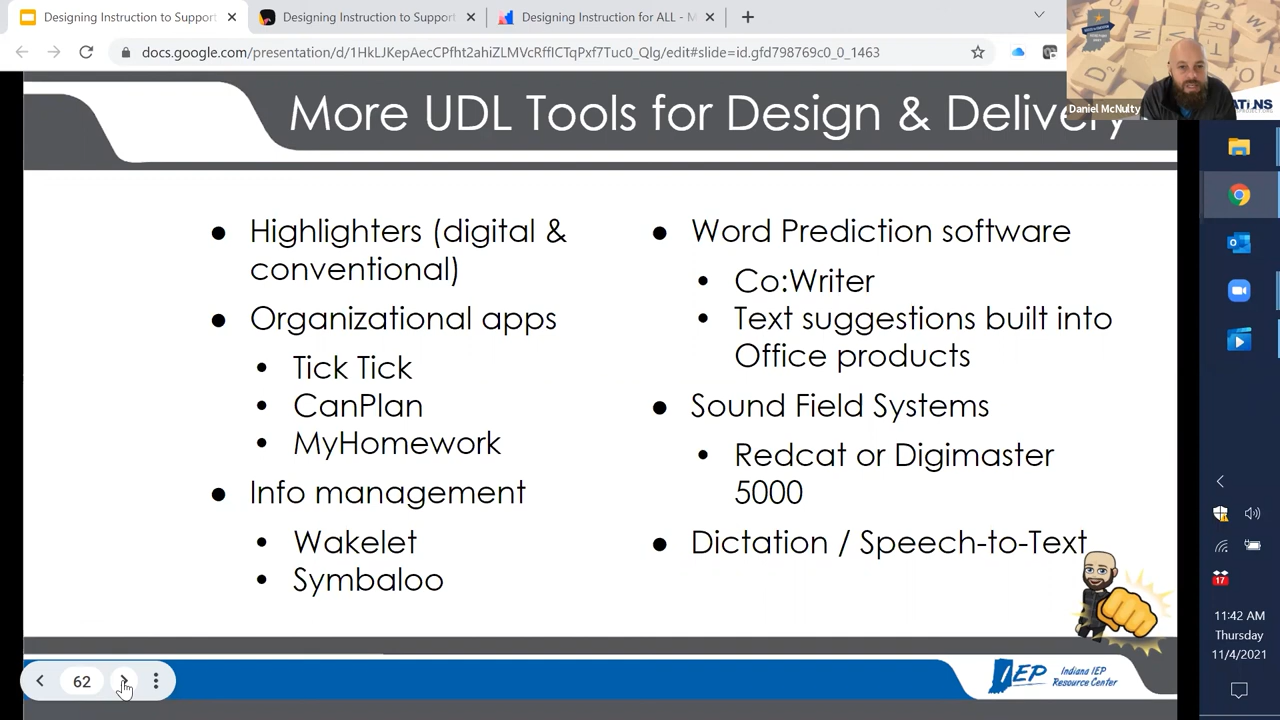 Designing Instruction to Support
Designing Instruction to Support
Designing Instruction for ALL - M
docs.google.com/presentation/d/1HkLJKepAecCPfht2ahiZLMVcRffICTqPxf7Tuc0_Qlg/edit#slide=id.gfd798769c0_0_1463
Daniel McNulty
More UDL Tools for Design & Delivery
● Highlighters (digital &
conventional)
● Organizational apps
• Tick Tick
• CanPlan
• MyHomework
● Info management
• Wakelet
• Symbaloo
● Word Prediction software
• Co:Writer
• Text suggestions built into
Office products
● Sound Field Systems
• Redcat or Digimaster
5000
● Dictation / Speech-to-Text
62
IEP Indiana IEP
Resource Center
17
11:42 AM
Thursday
11/4/2021